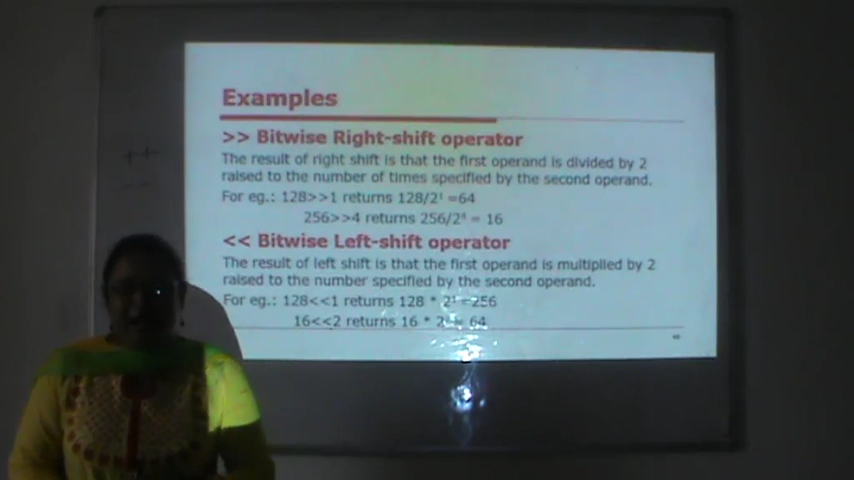 Examples
>> Bitwise Right-shift operator
The result of right shift is that the first operand is divided by 2
raised to the number of times specified by the second operand.
For eg.: 128>>1 returns 128/2¹ =64
256>>4 returns 256/2⁴ = 16
<< Bitwise Left-shift operator
The result of left shift is that the first operand is multiplied by 2
raised to the number specified by the second operand.
For eg.: 128<<1 returns 128 * 2¹ =256
16<<2 returns 16 * 2 = 64
++
--